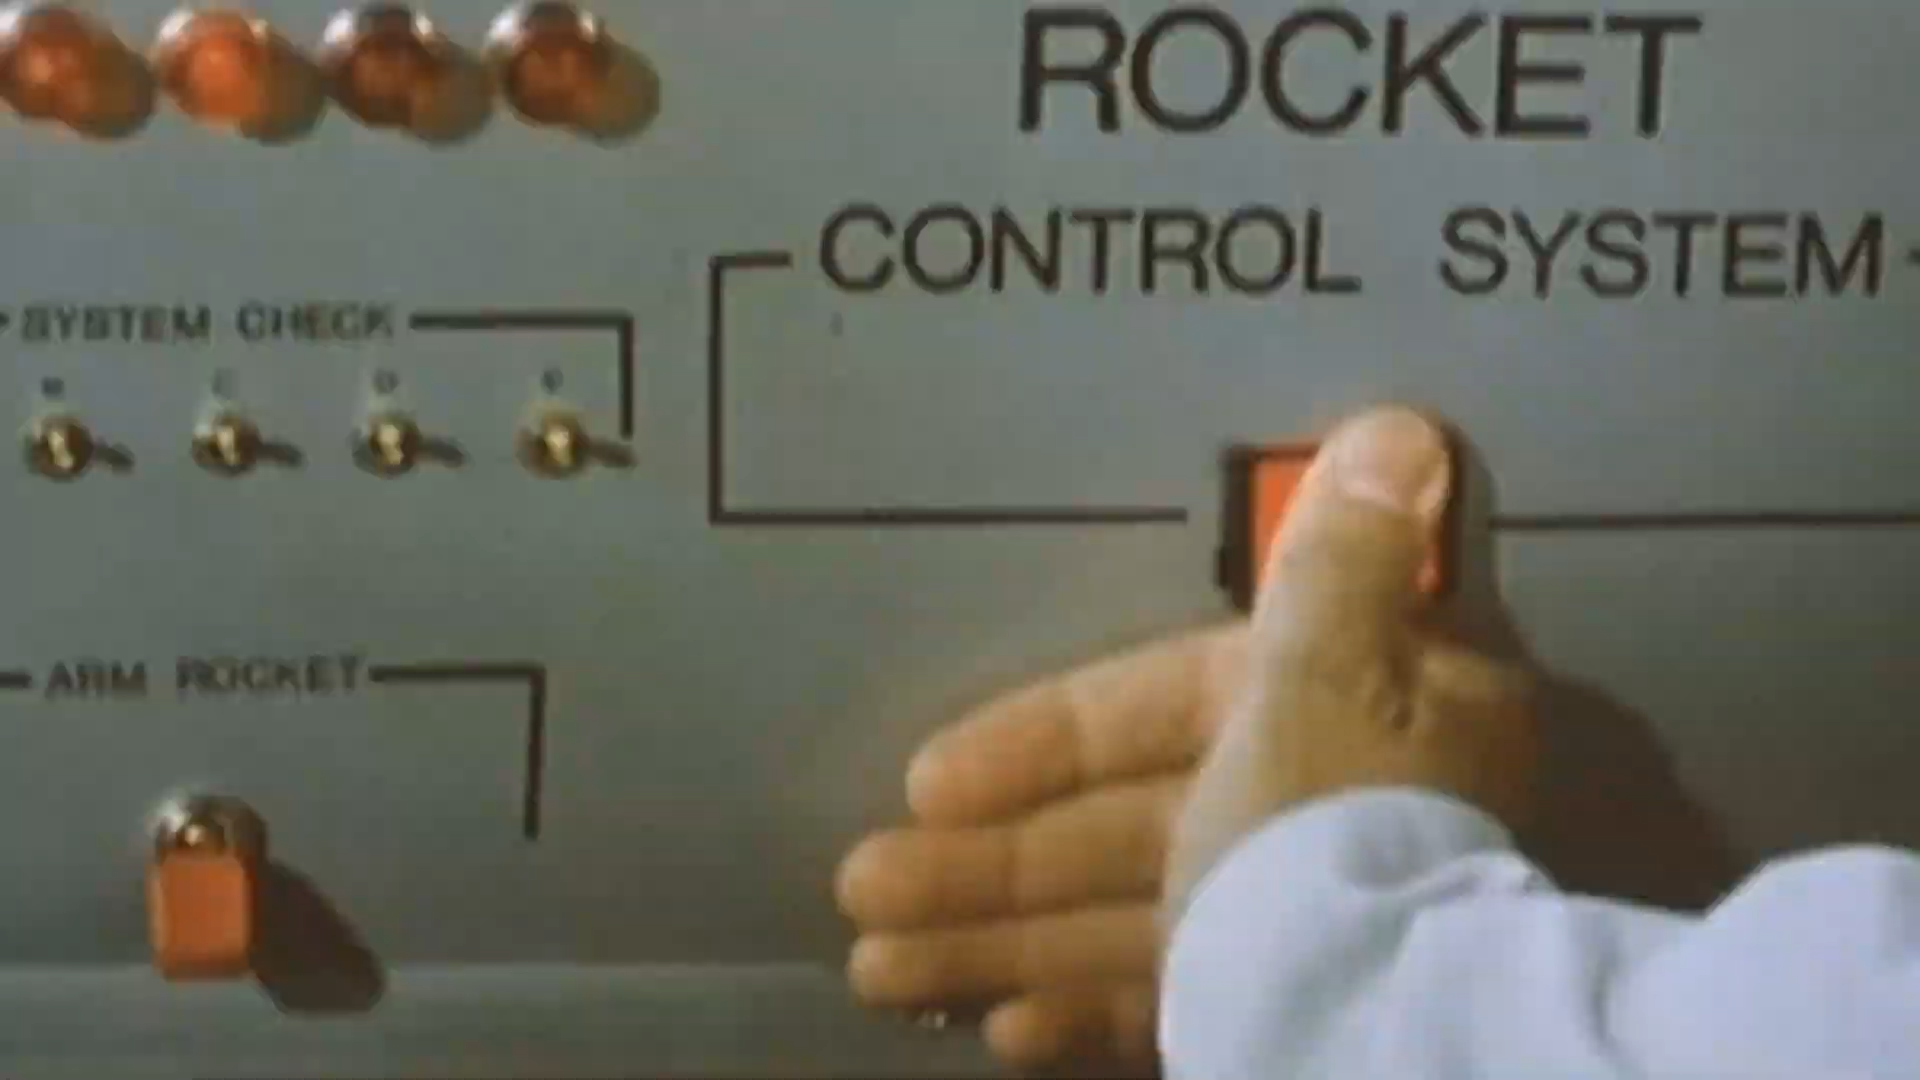 ROCKET
CONTROL SYSTEM
SYSTEM CHECK
C D
ARM ROCKET